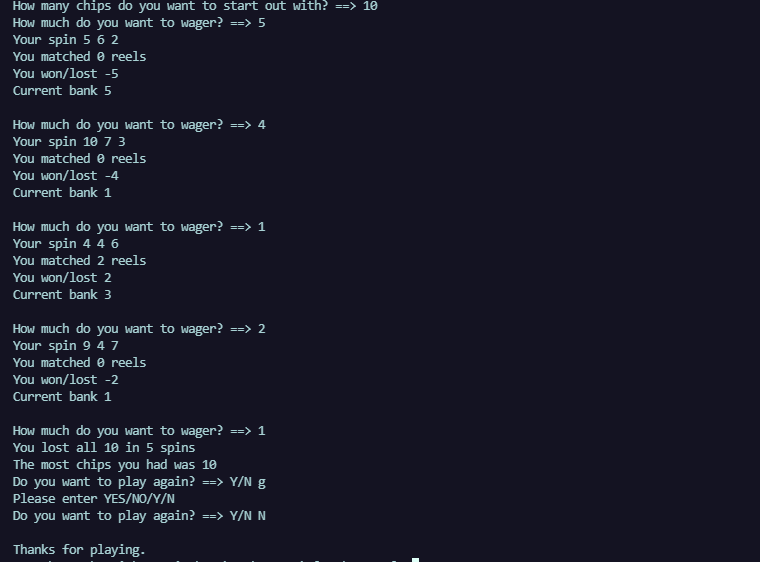 How many chips do you want to start out with? ==> 10
How much do you want to wager? ==> 5
Your spin 5 6 2
You matched 0 reels
You won/lost -5
Current bank 5
How much do you want to wager? ==> 4
Your spin 10 7 3
You matched 0 reels
You won/lost -4
Current bank 1
How much do you want to wager? ==> 1
Your spin 4 4 6
You matched 2 reels
You won/lost 2
Current bank 3
How much do you want to wager? ==> 2
Your spin 9 4 7
You matched 0 reels
You won/lost -2
Current bank 1
How much do you want to wager? ==> 1
You lost all 10 in 5 spins
The most chips you had was 10
Do you want to play again? ==> Y/N g
Please enter YES/NO/Y/N
Do you want to play again? ==> Y/N N
Thanks for playing.